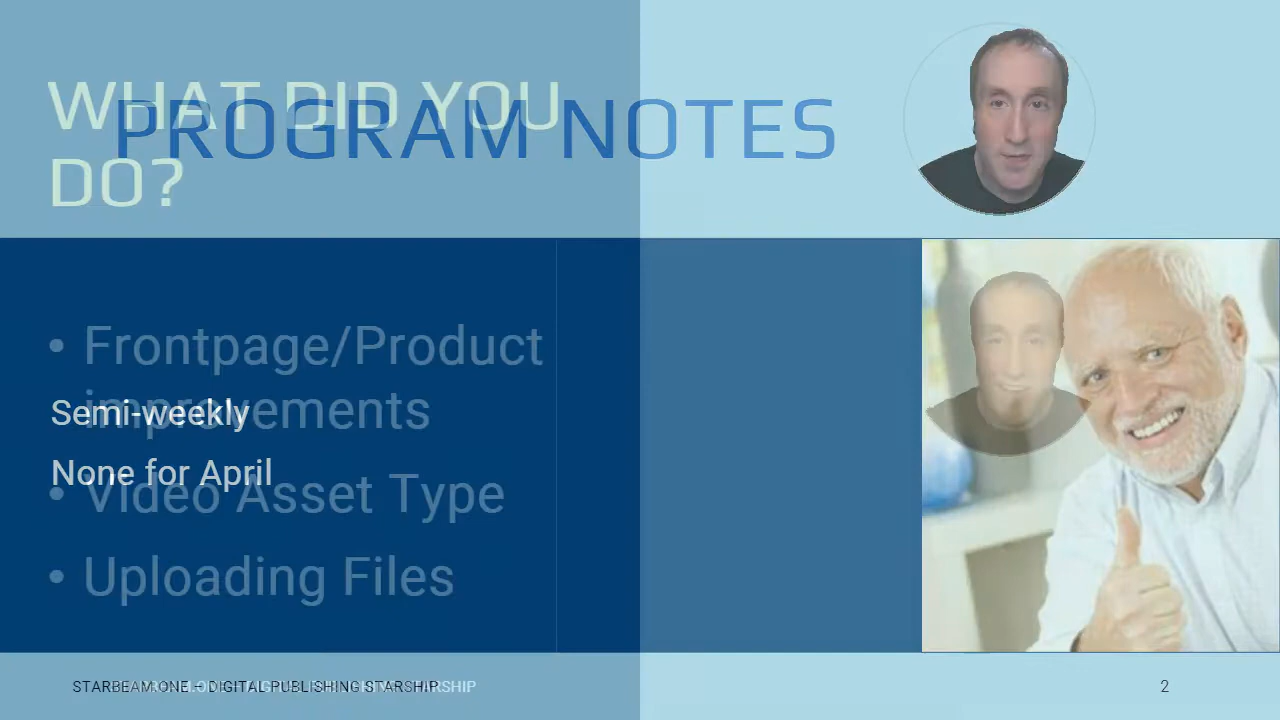 WHAT DID YOU
DO?
PROGRAM NOTES
• Frontpage/Product
improvements
• Video Asset Type
• Uploading Files
Semi-weekly
None for April
STARBEAM.ONE – DIGITAL PUBLISHING STARSHIP
2